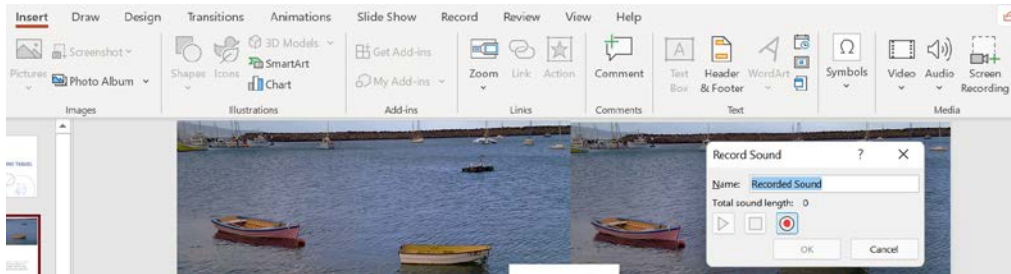 Insert Draw Design Transitions Animations Slide Show Record Review View Help
Pictures
Screenshot
Photo Album
Images
Shapes
Icons
3D Models
SmartArt
Chart
Illustrations
Get Add-ins
My Add-ins
Add-ins
Zoom
Link
Action
Links
Comment
Comments
Text
Box
Header
& Footer
WordArt
Text
Symbols
Video
Audio
Screen
Recording
Media
Record Sound ? X
Name: Recorded Sound
Total sound length: 0
OK Cancel